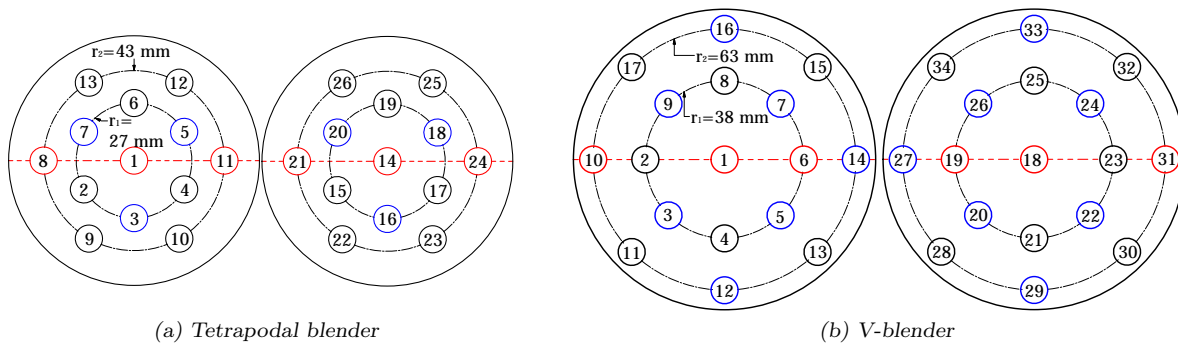 r₂=43 mm
13 12
6
7 r₁= 5
27 mm
8 1 11
2 4
3
9 10
26 25
19
20 18
21 14 24
15 17
16
22 23
(a) Tetrapodal blender
16
17 r₂=63 mm 15
8
9 7
r₁=38 mm
10 2 1 6 14
3 5
4
11 13
12
33
34 32
25
26 24
27 19 18 23 31
20 22
21
28 30
29
(b) V-blender